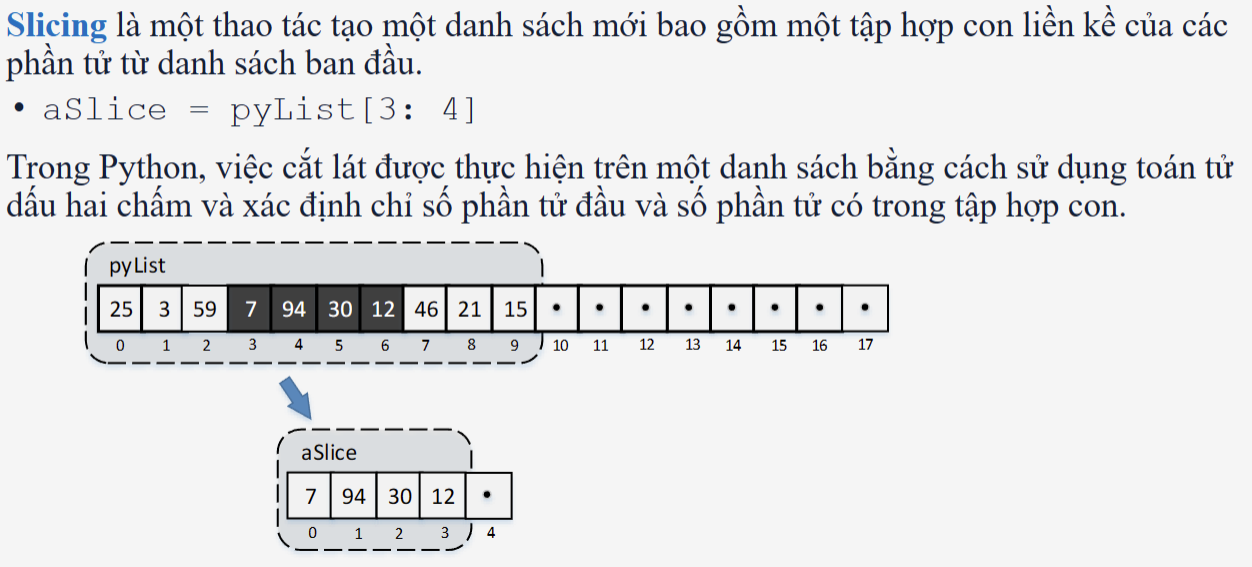 Slicing là một thao tác tạo một danh sách mới bao gồm một tập hợp con liền kề của các
phần tử từ danh sách ban đầu.
• aSlice = pyList[3: 4]
Trong Python, việc cắt lát được thực hiện trên một danh sách bằng cách sử dụng toán tử
dấu hai chấm và xác định chỉ số phần tử đầu và số phần tử có trong tập hợp con.
pyList
25 3 59 7 94 30 12 46 21 15 • • • • • • • •
0 1 2 3 4 5 6 7 8 9 10 11 12 13 14 15 16 17
aSlice
7 94 30 12 •
0 1 2 3 4